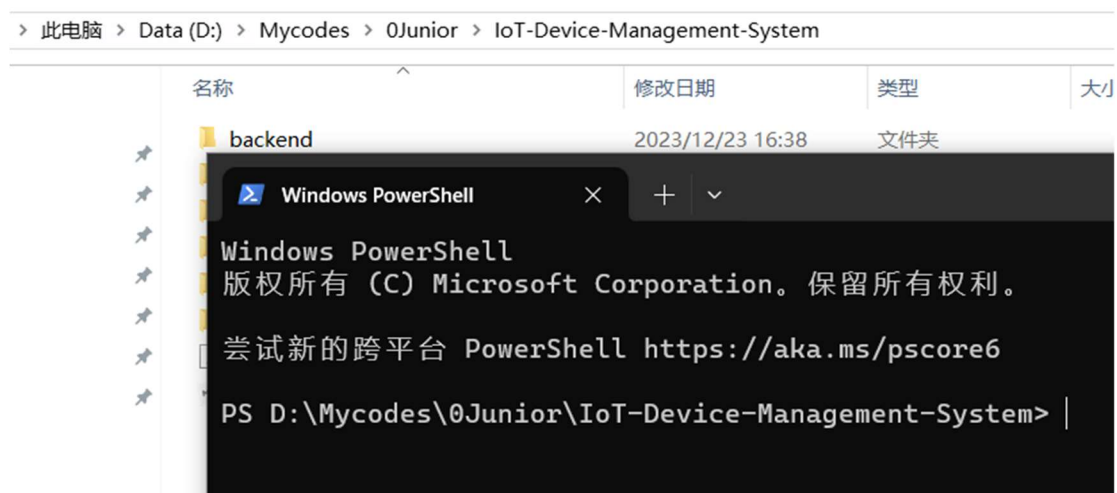 此电脑 > Data (D:) > Mycodes > 0Junior > IoT-Device-Management-System
名称 修改日期 类型
backend 2023/12/23 16:38 文件夹
Windows PowerShell
Windows PowerShell
版权所有 (C) Microsoft Corporation。保留所有权利。
尝试新的跨平台 PowerShell https://aka.ms/pscore6
PS D:\Mycodes\0Junior\IoT-Device-Management-System>